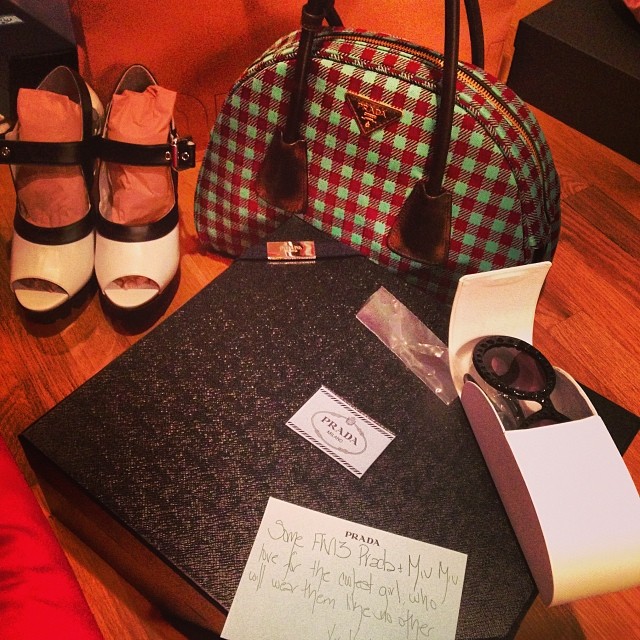 PRADA
PRADA
PRADA
MILANO
PRADA
Some FW13 Prada + Miu Miu
love for the cutest girl who
will wear them like no other